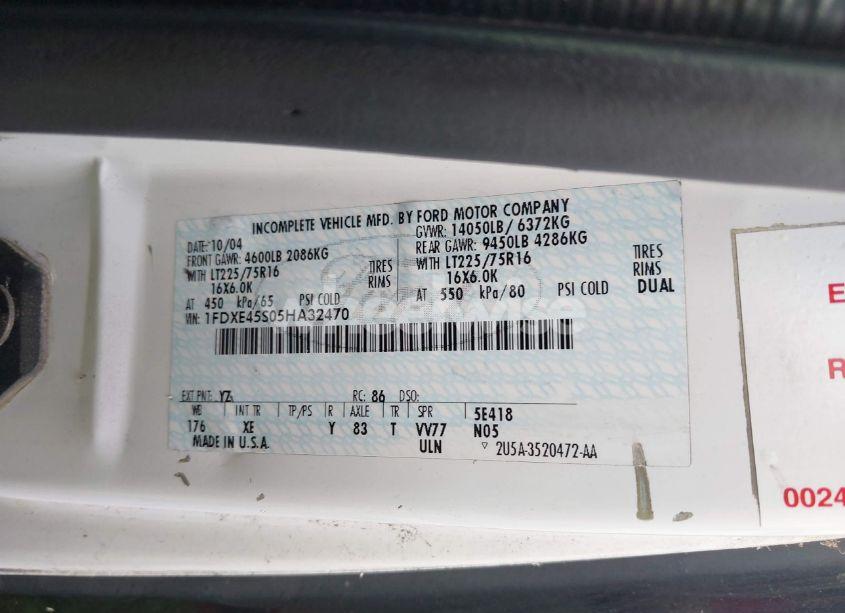 INCOMPLETE VEHICLE MFD. BY FORD MOTOR COMPANY
DATE: 10/04 GVWR: 14050LB/ 6372KG
FRONT GAWR: 4600LB 2086KG REAR GAWR: 9450LB 4286KG
WITH LT225/75R16 TIRES WITH LT225/75R16 TIRES
16X6.0K RIMS 16X6.0K RIMS
AT 450 kPa/65 PSI COLD AT 550 kPa/80 PSI COLD DUAL
VIN: 1FDXE45S05HA32470
EXT PNT: YZ RC: 86 DSO:
WB INT TR TP/PS R AXLE TR SPR 5E418
176 XE Y 83 T VV77 N05
MADE IN U.S.A. ULN ▽ 2U5A-3520472-AA
E
R
0024